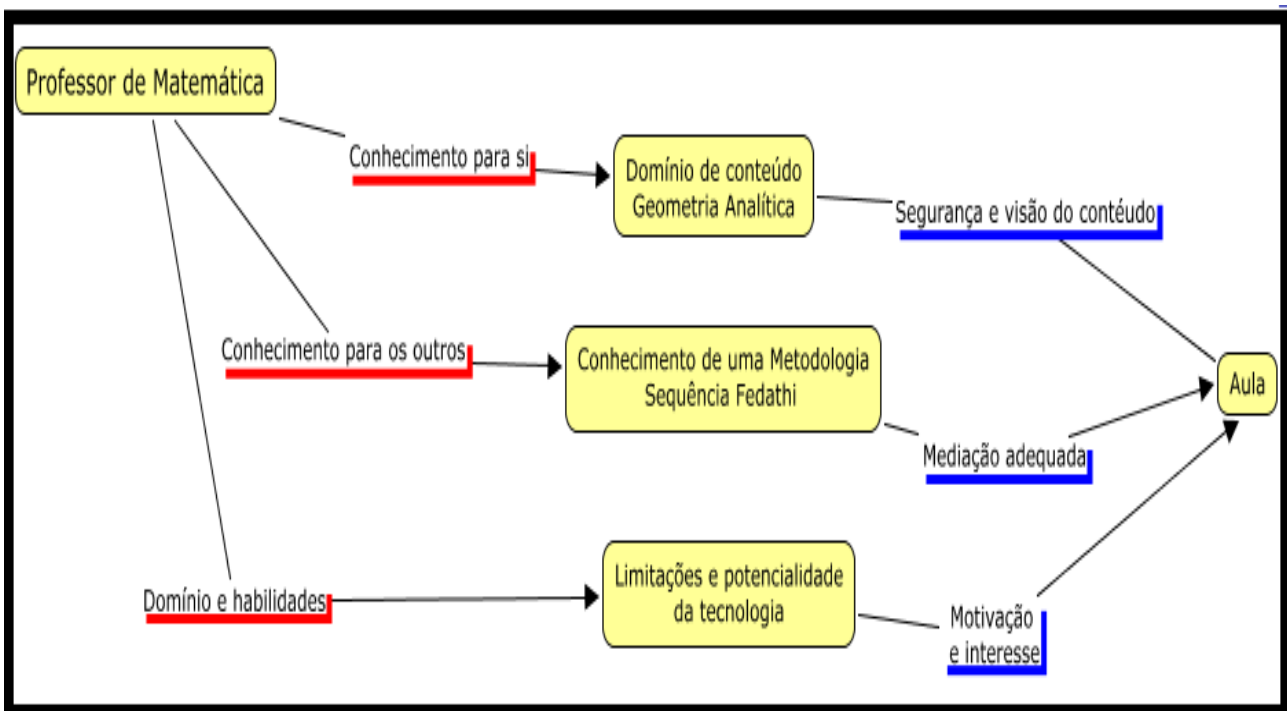 Professor de Matemática
Conhecimento para si
Domínio de conteúdo
Geometria Analítica
Segurança e visão do contéudo
Conhecimento para os outros
Conhecimento de uma Metodologia
Sequência Fedathi
Mediação adequada
Aula
Domínio e habilidades
Limitações e potencialidade
da tecnologia
Motivação
e interesse